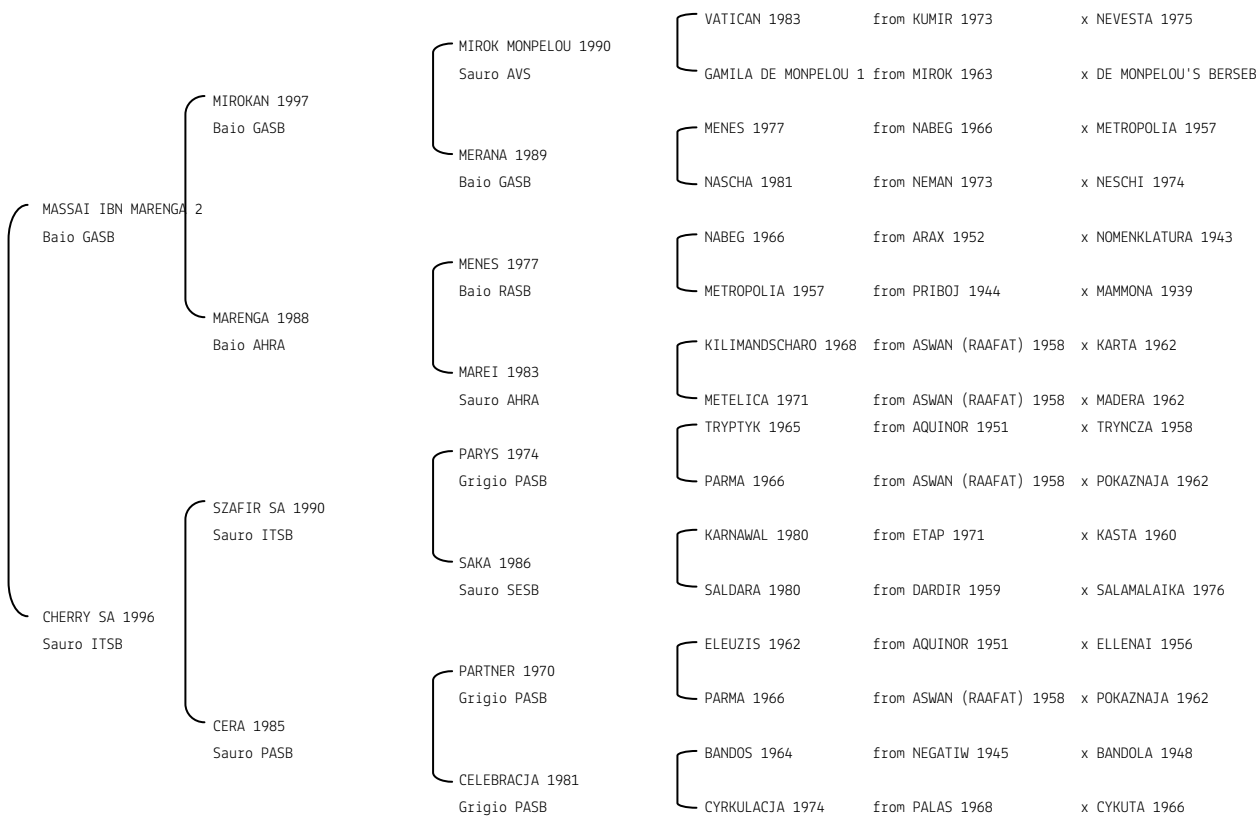 VATICAN 1983 from KUMIR 1973 x NEVESTA 1975
MIROK MONPELOU 1990
Sauro AVS GAMILA DE MONPELOU 1 from MIROK 1963 x DE MONPELOU'S BERSEB
MIROKAN 1997
Baio GASB MENES 1977 from NABEG 1966 x METROPOLIA 1957
MERANA 1989
Baio GASB NASCHA 1981 from NEMAN 1973 x NESCHI 1974
MASSAI IBN MARENGA 2
Baio GASB NABEG 1966 from ARAX 1952 x NOMENKLATURA 1943
MENES 1977
Baio RASB METROPOLIA 1957 from PRIBOJ 1944 x MAMMONA 1939
MARENGA 1988
Baio AHRA KILIMANDSCHARO 1968 from ASWAN (RAAFAT) 1958 x KARTA 1962
MAREI 1983
Sauro AHRA METELICA 1971 from ASWAN (RAAFAT) 1958 x MADERA 1962
TRYPTYK 1965 from AQUINOR 1951 x TRYNCZA 1958
PARYS 1974
Grigio PASB PARMA 1966 from ASWAN (RAAFAT) 1958 x POKAZNAJA 1962
SZAFIR SA 1990
Sauro ITSB KARNAWAL 1980 from ETAP 1971 x KASTA 1960
SAKA 1986
Sauro SESB SALDARA 1980 from DARDIR 1959 x SALAMALAIKA 1976
CHERRY SA 1996
Sauro ITSB ELEUZIS 1962 from AQUINOR 1951 x ELLENAI 1956
PARTNER 1970
Grigio PASB PARMA 1966 from ASWAN (RAAFAT) 1958 x POKAZNAJA 1962
CERA 1985
Sauro PASB BANDOS 1964 from NEGATIW 1945 x BANDOLA 1948
CELEBRACJA 1981
Grigio PASB CYRKULACJA 1974 from PALAS 1968 x CYKUTA 1966